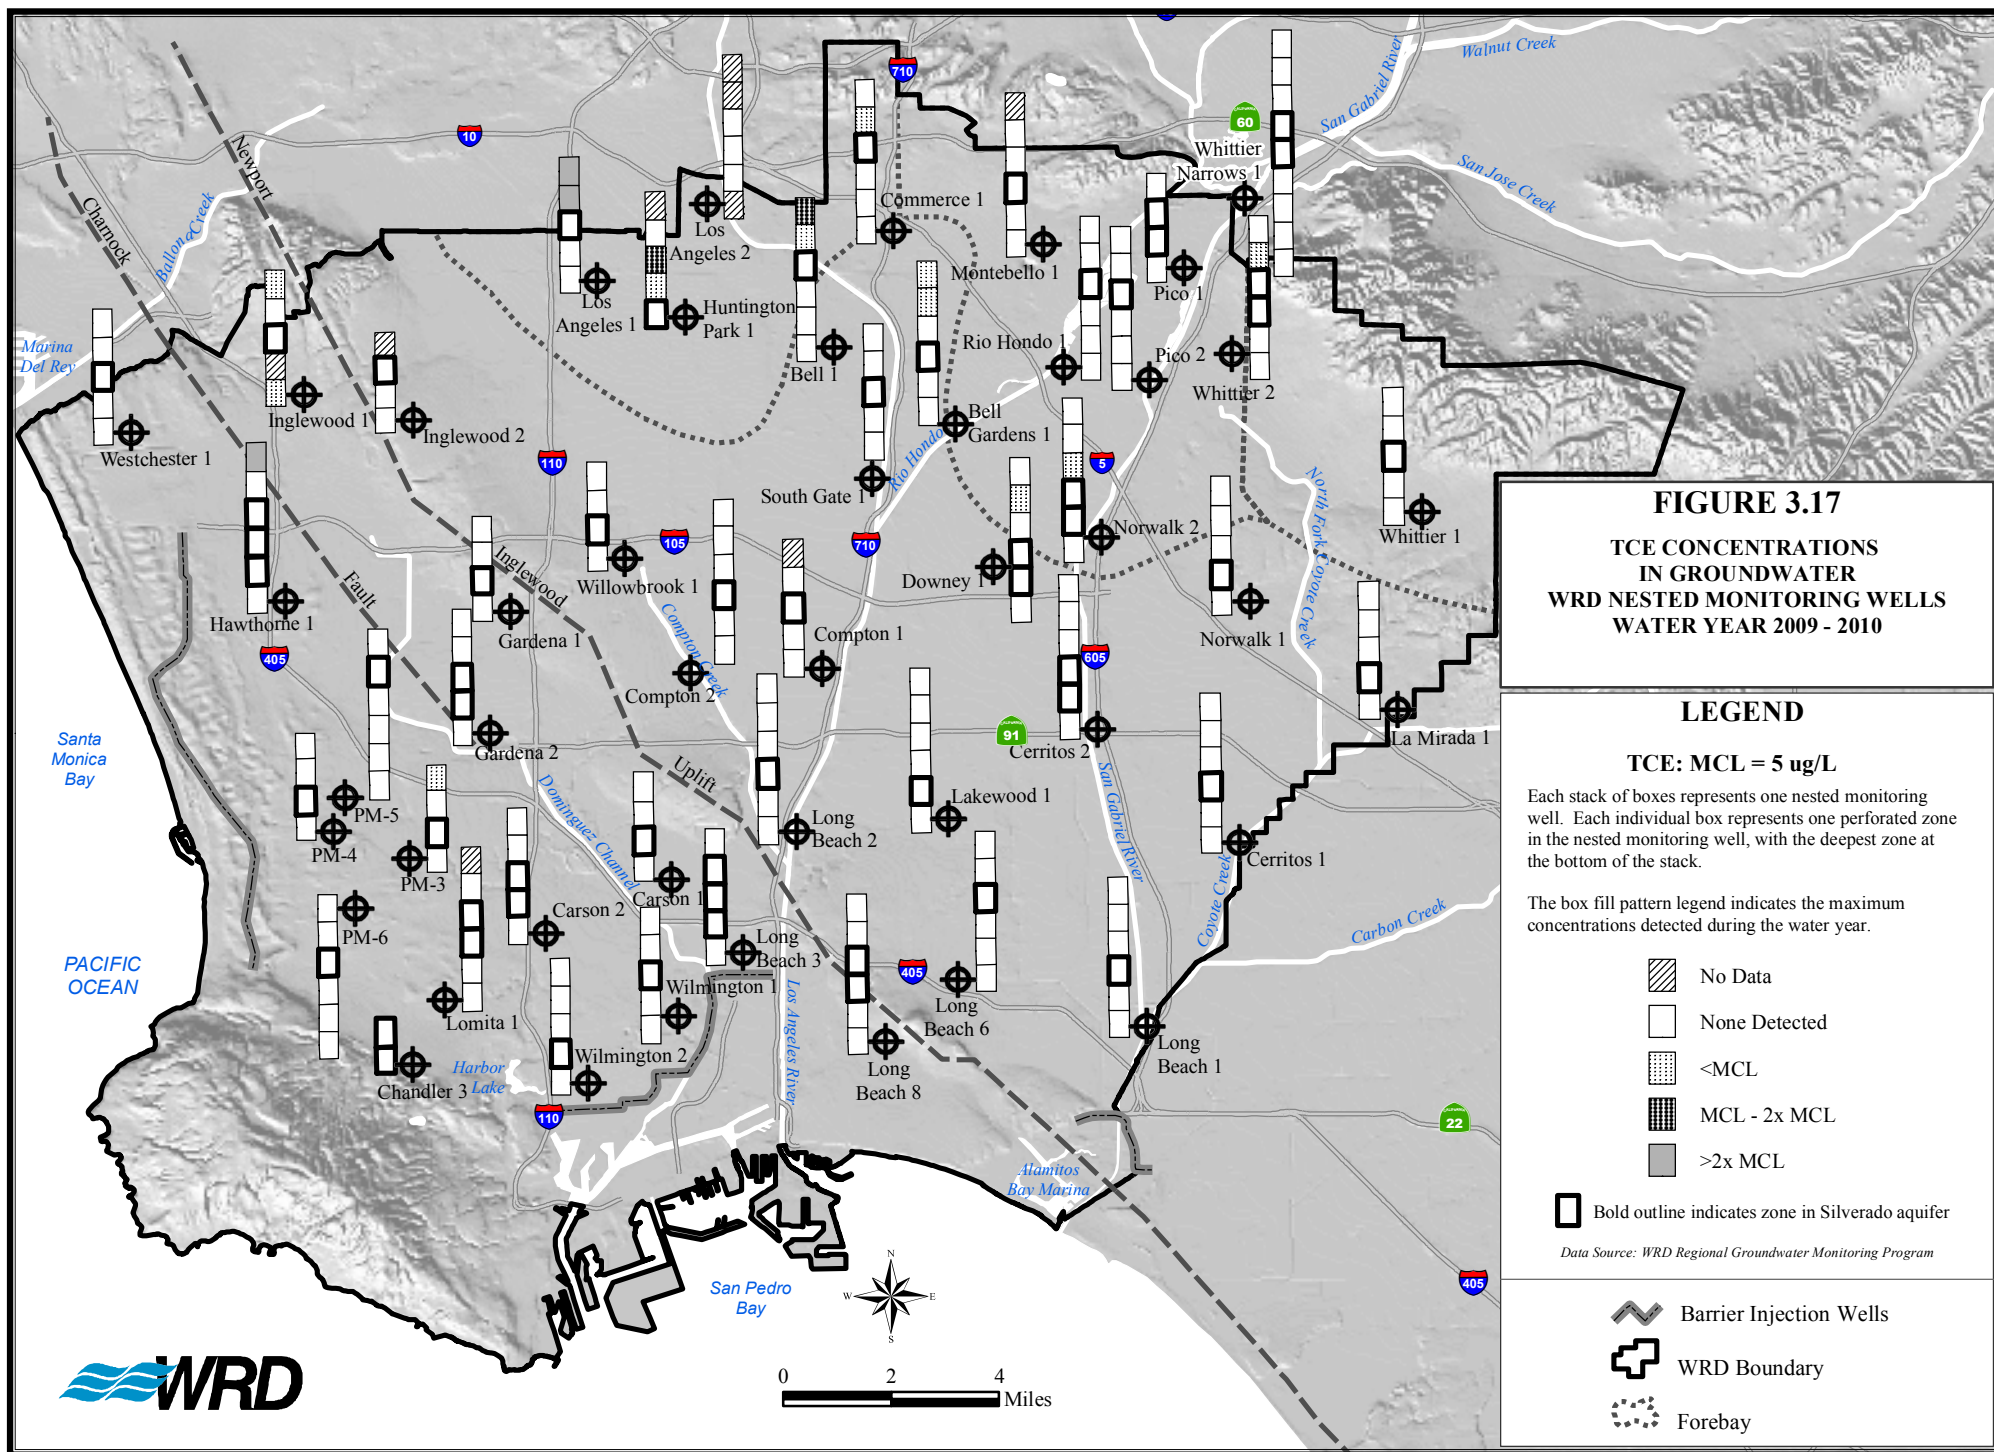 FIGURE 3.17
TCE CONCENTRATIONS
IN GROUNDWATER
WRD NESTED MONITORING WELLS
WATER YEAR 2009 - 2010
LEGEND
TCE: MCL = 5 ug/L
Each stack of boxes represents one nested monitoring
well. Each individual box represents one perforated zone
in the nested monitoring well, with the deepest zone at
the bottom of the stack.
The box fill pattern legend indicates the maximum
concentrations detected during the water year.
No Data
None Detected
<MCL
MCL - 2x MCL
>2x MCL
Bold outline indicates zone in Silverado aquifer
Data Source: WRD Regional Groundwater Monitoring Program
Barrier Injection Wells
WRD Boundary
Forebay
Walnut Creek
San Gabriel River
San Jose Creek
710
10
CALIFORNIA
60
Whittier
Narrows 1
Newport
Charnock
Ballona Creek
Los
Angeles 2
Commerce 1
Montebello 1
Pico 1
Los
Angeles 1
Huntington
Park 1
Marina
Del Rey
Bell 1
Rio Hondo 1
Pico 2
Whittier 2
Inglewood 1
Inglewood 2
Westchester 1
Bell
Gardens 1
Rio Hondo
110
5
South Gate 1
North Fork Coyote Creek
Whittier 1
Norwalk 2
105
710
Inglewood
Willowbrook 1
Downey 1
Fault
Hawthorne 1
Gardena 1
Compton Creek
Compton 1
Norwalk 1
405
605
Compton 2
La Mirada 1
CALIFORNIA
91
Cerritos 2
Santa
Monica
Bay
Gardena 2
Uplift
Dominguez Channel
San Gabriel River
PM-5
PM-4
PM-3
Long
Beach 2
Lakewood 1
Cerritos 1
Carson 1
Carson 2
Coyote Creek
Carbon Creek
PM-6
Long
Beach 3
PACIFIC
OCEAN
Wilmington 1
405
Long
Beach 6
Lomita 1
Los Angeles River
Long
Beach 1
Wilmington 2
Long
Beach 8
Chandler 3
Harbor
Lake
110
CALIFORNIA
22
Alamitos
Bay Marina
405
San Pedro
Bay
N
W
E
S
0
2
4
Miles
WRD